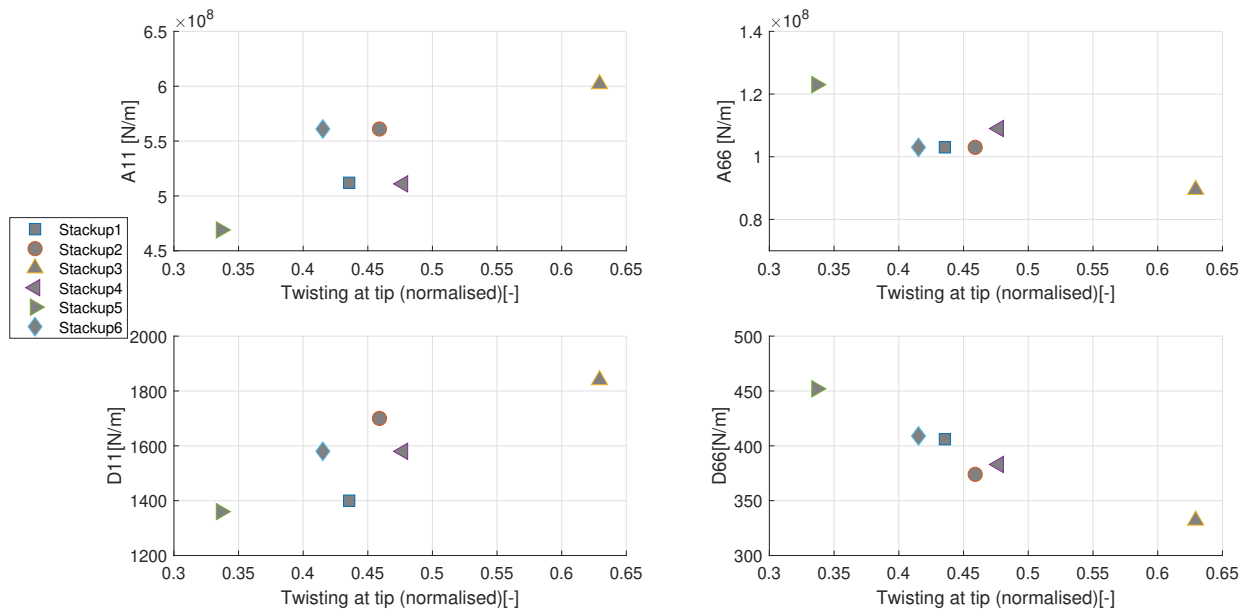 ×10⁸
6.5
6
5.5
5
4.5
A11 [N/m]
0.3 0.35 0.4 0.45 0.5 0.55 0.6 0.65
Twisting at tip (normalised)[-]
×10⁸
1.4
1.2
1
0.8
A66 [N/m]
0.3 0.35 0.4 0.45 0.5 0.55 0.6 0.65
Twisting at tip (normalised)[-]
Stackup1
Stackup2
Stackup3
Stackup4
Stackup5
Stackup6
2000
1800
1600
1400
1200
D11[N/m]
0.3 0.35 0.4 0.45 0.5 0.55 0.6 0.65
Twisting at tip (normalised)[-]
500
450
400
350
300
D66[N/m]
0.3 0.35 0.4 0.45 0.5 0.55 0.6 0.65
Twisting at tip (normalised)[-]